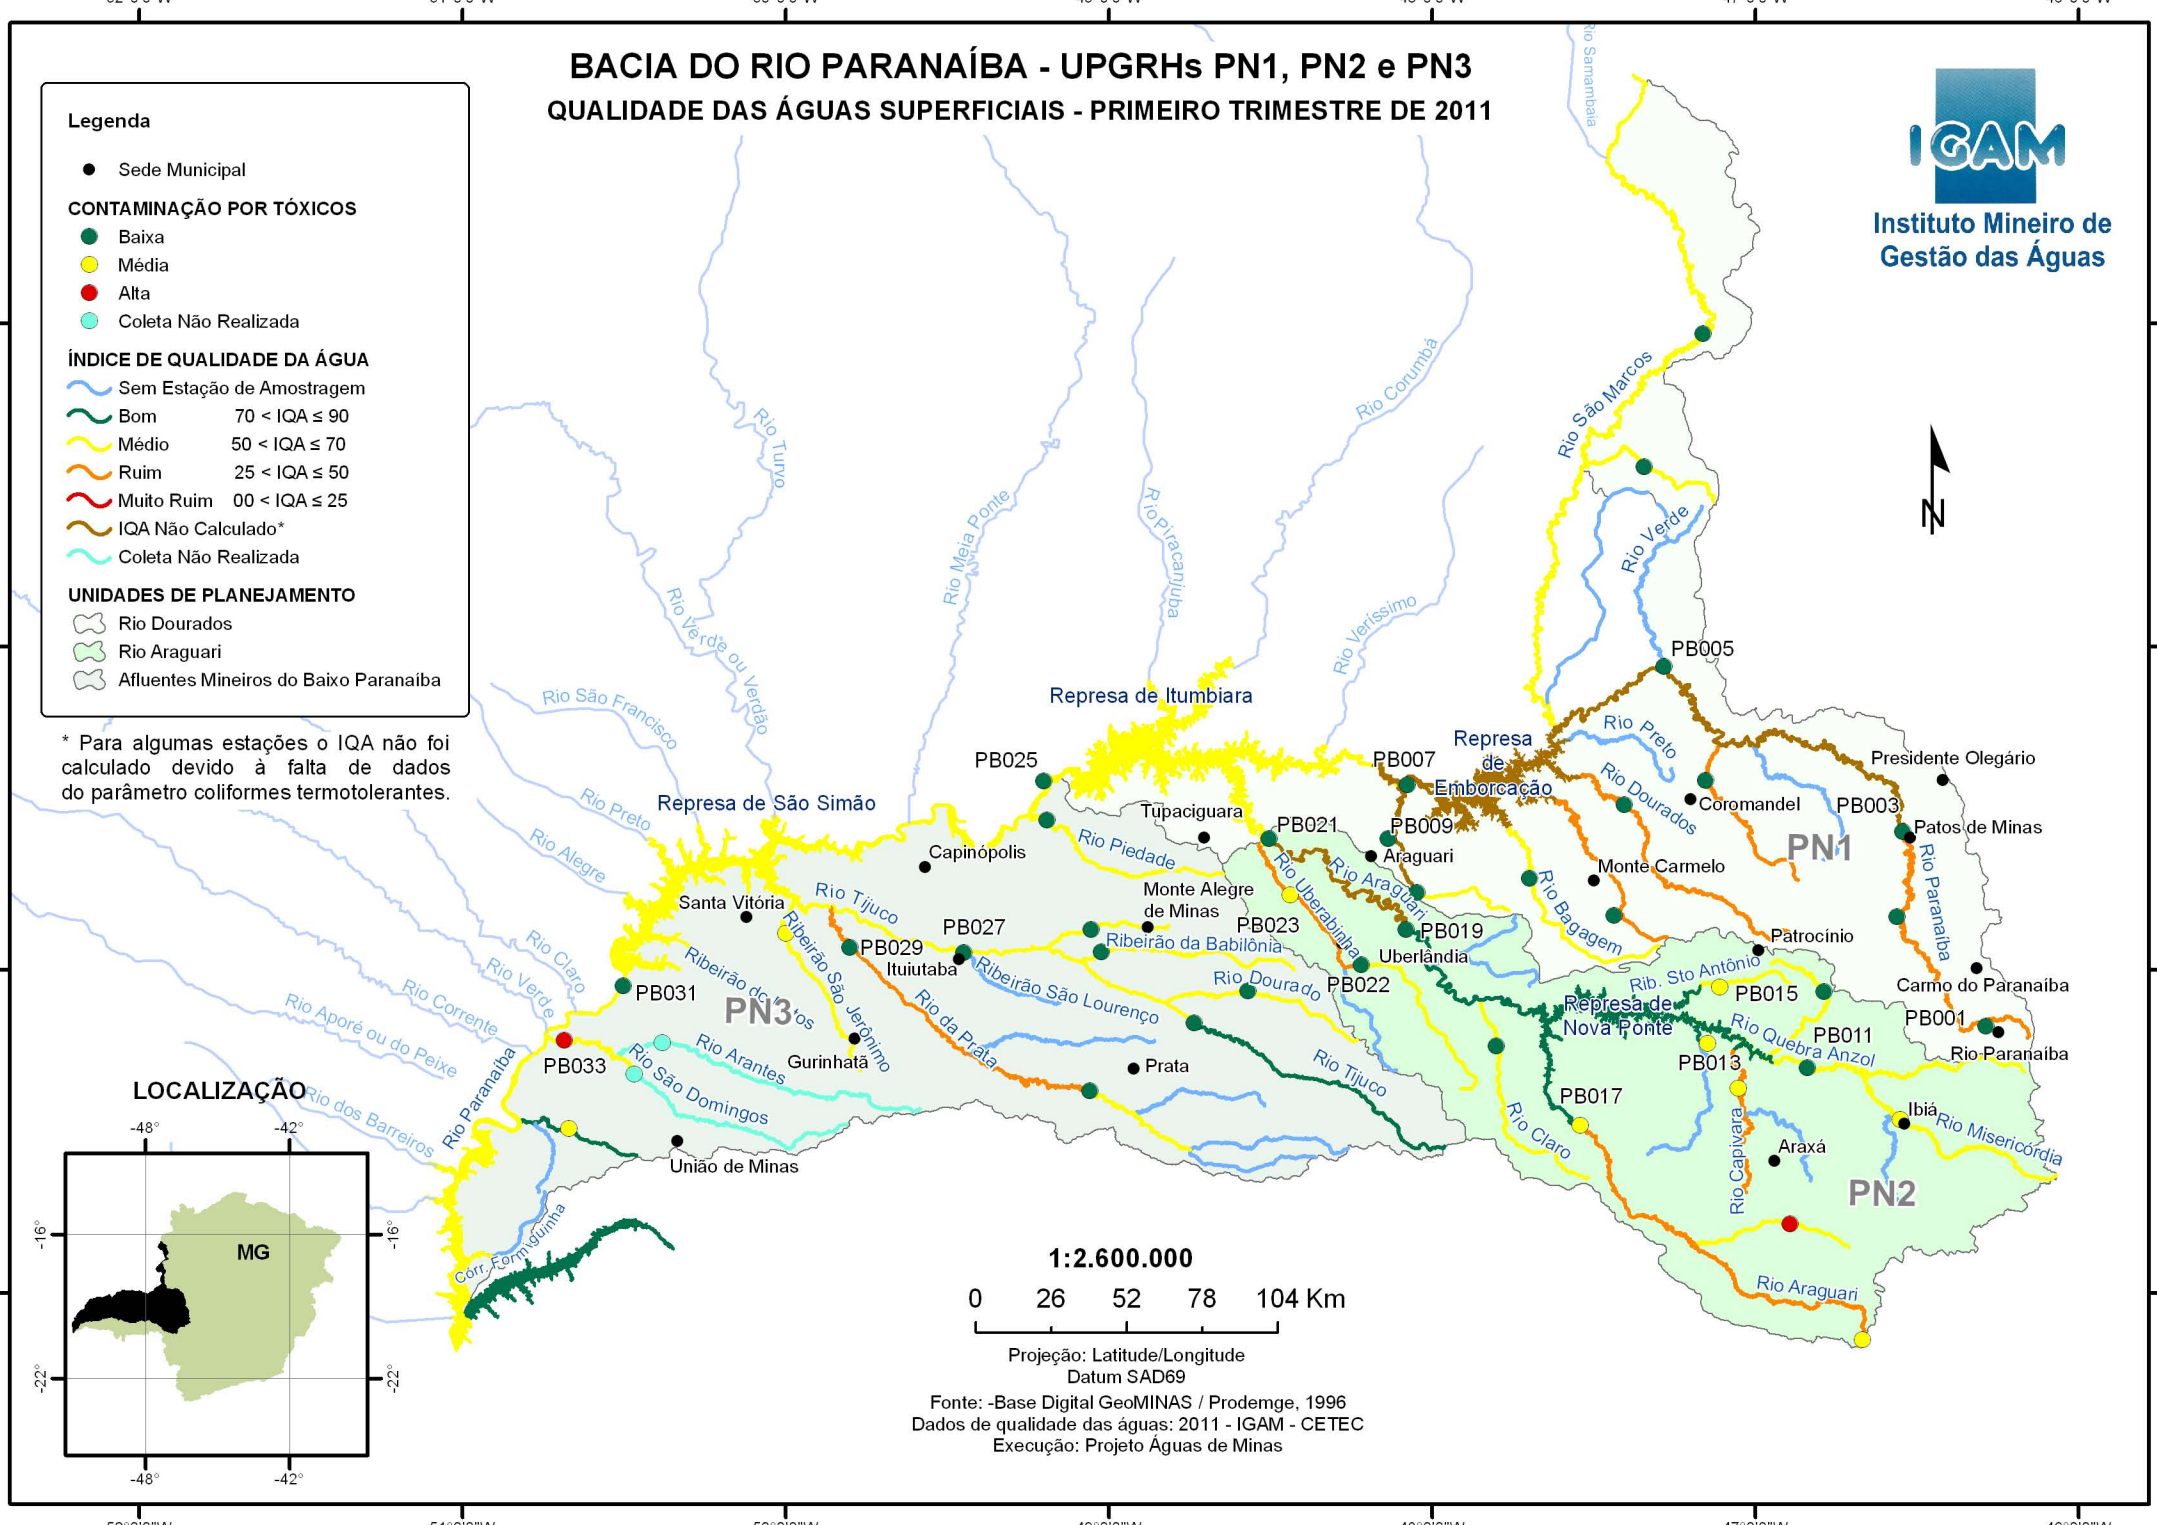 BACIA DO RIO PARANAÍBA - UPGRHs PN1, PN2 e PN3
QUALIDADE DAS ÁGUAS SUPERFICIAIS - PRIMEIRO TRIMESTRE DE 2011
IGAM
Instituto Mineiro de
Gestão das Águas
Legenda
Sede Municipal
CONTAMINAÇÃO POR TÓXICOS
Baixa
Média
Alta
Coleta Não Realizada
ÍNDICE DE QUALIDADE DA ÁGUA
Sem Estação de Amostragem
Bom 70 < IQA ≤ 90
Médio 50 < IQA ≤ 70
Ruim 25 < IQA ≤ 50
Muito Ruim 00 < IQA ≤ 25
IQA Não Calculado*
Coleta Não Realizada
UNIDADES DE PLANEJAMENTO
Rio Dourados
Rio Araguari
Afluentes Mineiros do Baixo Paranaíba
* Para algumas estações o IQA não foi
calculado devido à falta de dados
do parâmetro coliformes termotolerantes.
Rio Samambaia
Rio São Marcos
Rio Corumbá
Rio Turvo
Rio Meia Ponte
Rio Piracanjuba
Rio Verde
Rio Veríssimo
Rio Verde ou Verdão
Rio São Francisco
PB005
Represa de Itumbiara
Rio Preto
Represa
de
Emborcação
PB007
PB025
Presidente Olegário
Rio Dourados
Coromandel
PB003
Patos de Minas
PN1
Rio Preto
Represa de São Simão
Tupaciguara
PB021
PB009
Araguari
Rio Piedade
Capinópolis
Rio Alegre
Monte Carmelo
Rio Paranaíba
Rio Araguari
Rio Uberabinha
Rio Bagagem
Monte Alegre
de Minas
Santa Vitória
Rio Tijuco
PB023
PB027
PB019
Patrocínio
Ribeirão da Babilônia
PB029
Ituiutaba
Uberlândia
Rio Claro
Rio Verde
Ribeirão São Jerônimo
Ribeirão São Lourenço
Rio Dourado
PB022
Rib. Sto Antônio
PB015
Carmo do Paranaíba
PB031
PN3
Represa de
Nova Ponte
PB001
Rio Corrente
Rio Aporé ou do Peixe
Rio da Prata
Rio Quebra Anzol
PB011
Rio Paranaíba
PB033
Rio Arantes
Gurinhatã
Prata
Rio Tijuco
PB013
PB017
Rio São Domingos
Rio Paranaíba
Rio dos Barreiros
Rio Claro
Rio Capivara
Ibiá
Rio Misericórdia
Araxá
União de Minas
PN2
Córr. Formiguinha
Rio Araguari
LOCALIZAÇÃO
-48° -42°
-16° -16°
MG
-22° -22°
-48° -42°
1:2.600.000
0 26 52 78 104 Km
Projeção: Latitude/Longitude
Datum SAD69
Fonte: -Base Digital GeoMINAS / Prodemge, 1996
Dados de qualidade das águas: 2011 - IGAM - CETEC
Execução: Projeto Águas de Minas
N